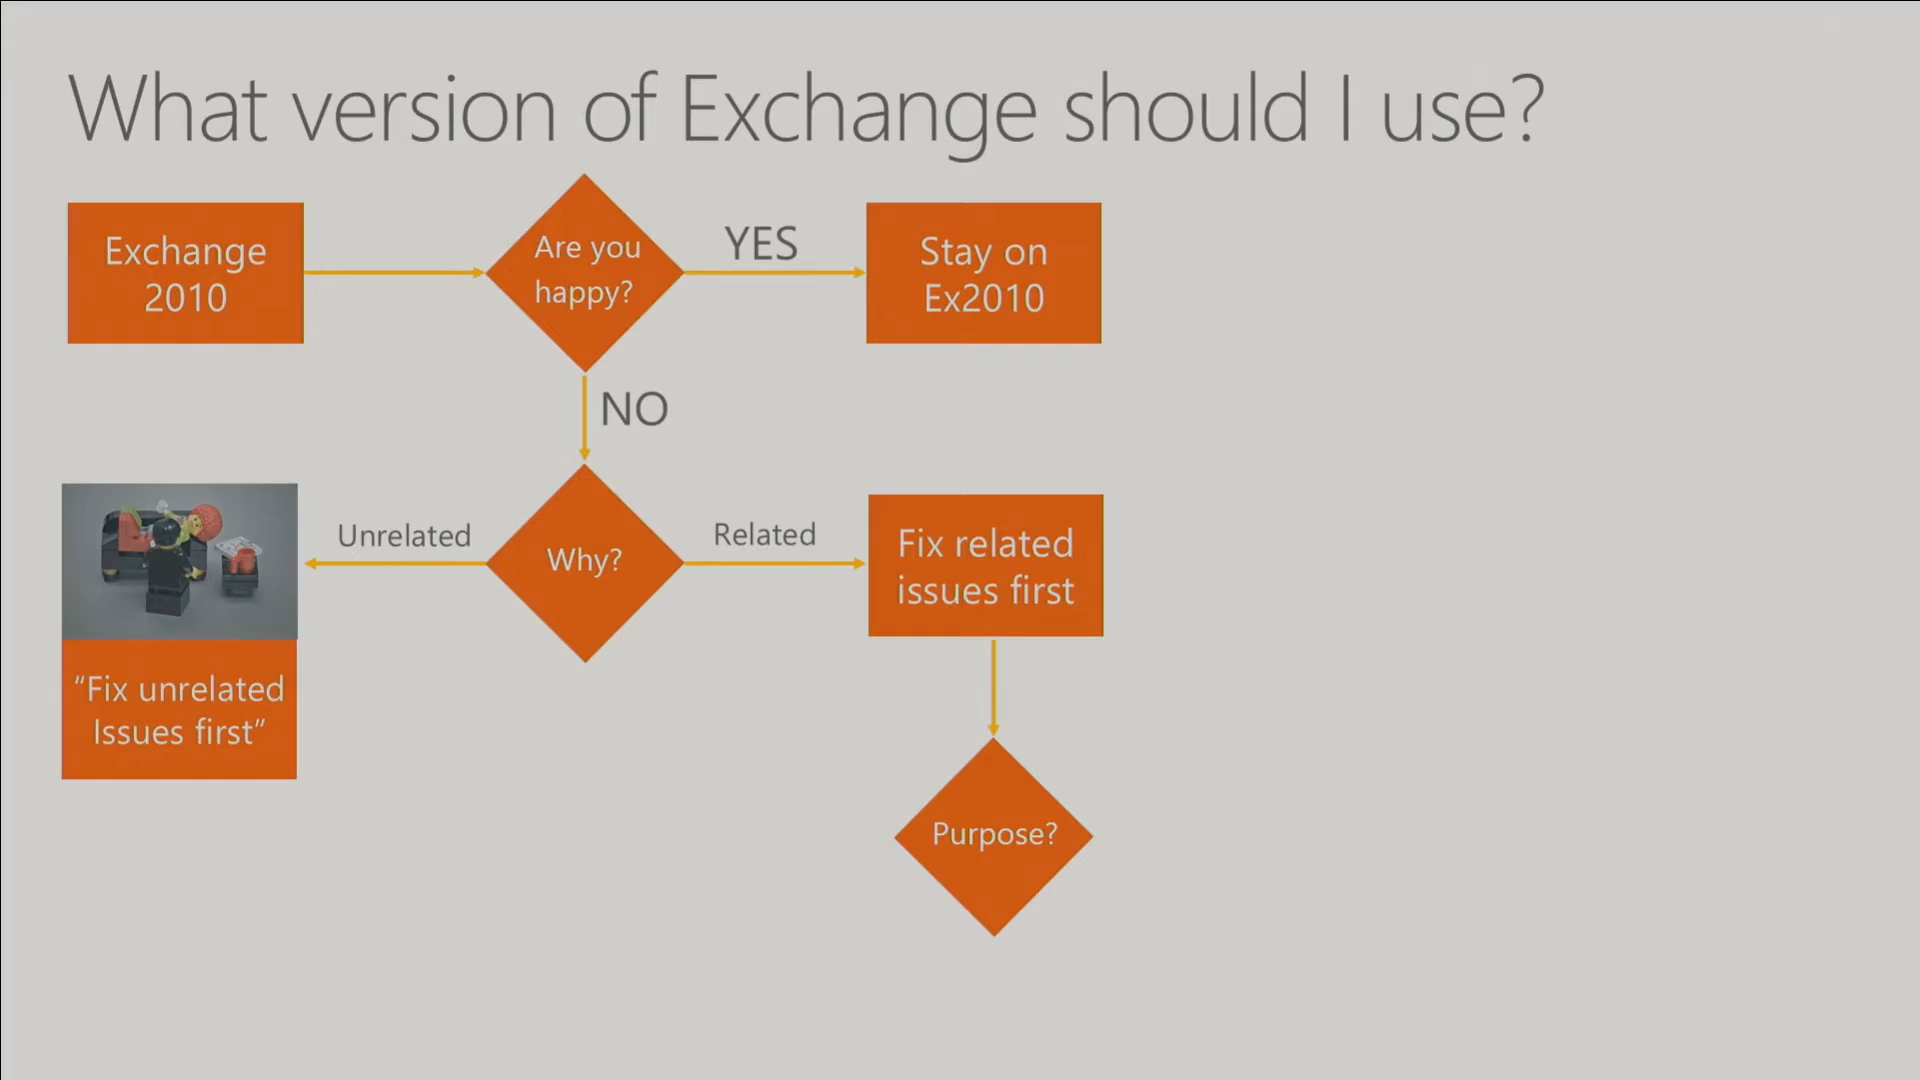 What version of Exchange should I use?
Exchange
2010
Are you
happy?
YES
Stay on
Ex2010
NO
Unrelated
Why?
Related
Fix related
issues first
“Fix unrelated
Issues first”
Purpose?